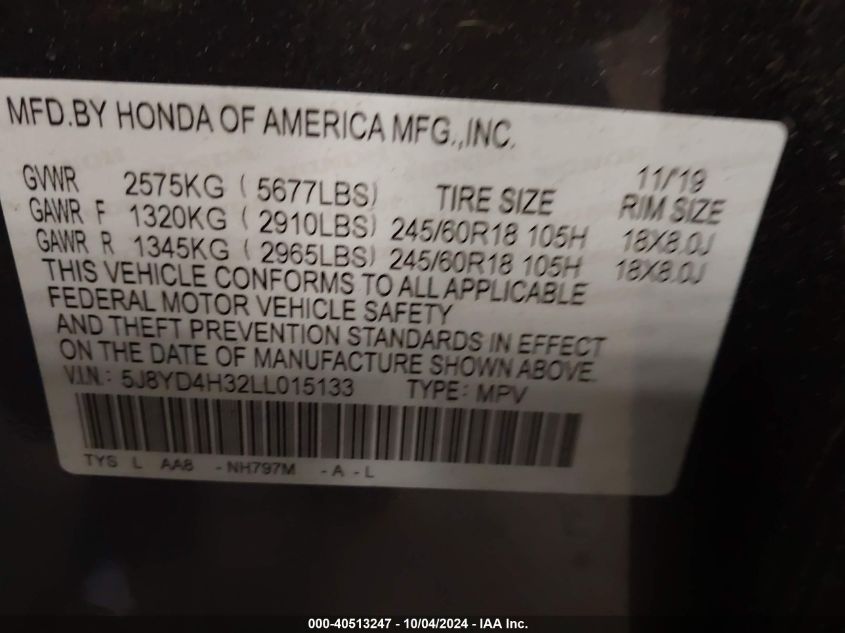 MFD.BY HONDA OF AMERICA MFG.,INC.
11/'19
GVWR 2575KG ( 5677LBS) TIRE SIZE RIM SIZE
GAWR F 1320KG ( 2910LBS) 245/60R18 105H 18X8.0J
GAWR R 1345KG ( 2965LBS) 245/60R18 105H 18X8.0J
THIS VEHICLE CONFORMS TO ALL APPLICABLE
FEDERAL MOTOR VEHICLE SAFETY
AND THEFT PREVENTION STANDARDS IN EFFECT
ON THE DATE OF MANUFACTURE SHOWN ABOVE.
V.I.N.: 5J8YD4H32LL015133 TYPE: MPV
TYS L AA8 - NH797M - A - L
000-40513247 - 10/04/2024 - IAA Inc.